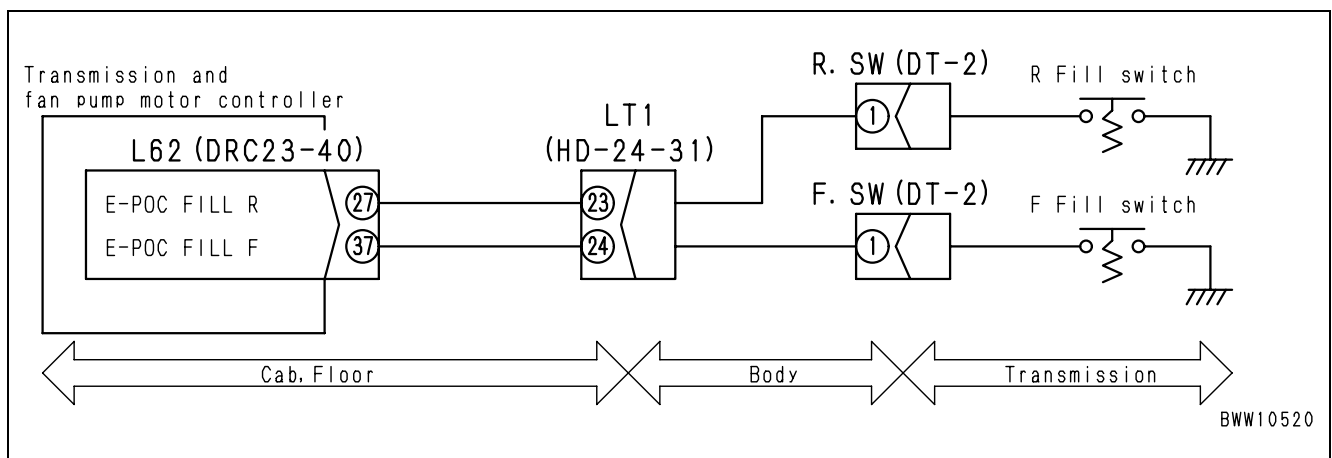 Transmission and
fan pump motor controller
L62 (DRC23-40)
E-POC FILL R
27
E-POC FILL F
37
LT1
(HD-24-31)
23
24
R. SW (DT-2)
1
R Fill switch
F. SW (DT-2)
1
F Fill switch
Cab, Floor
Body
Transmission
BWW10520